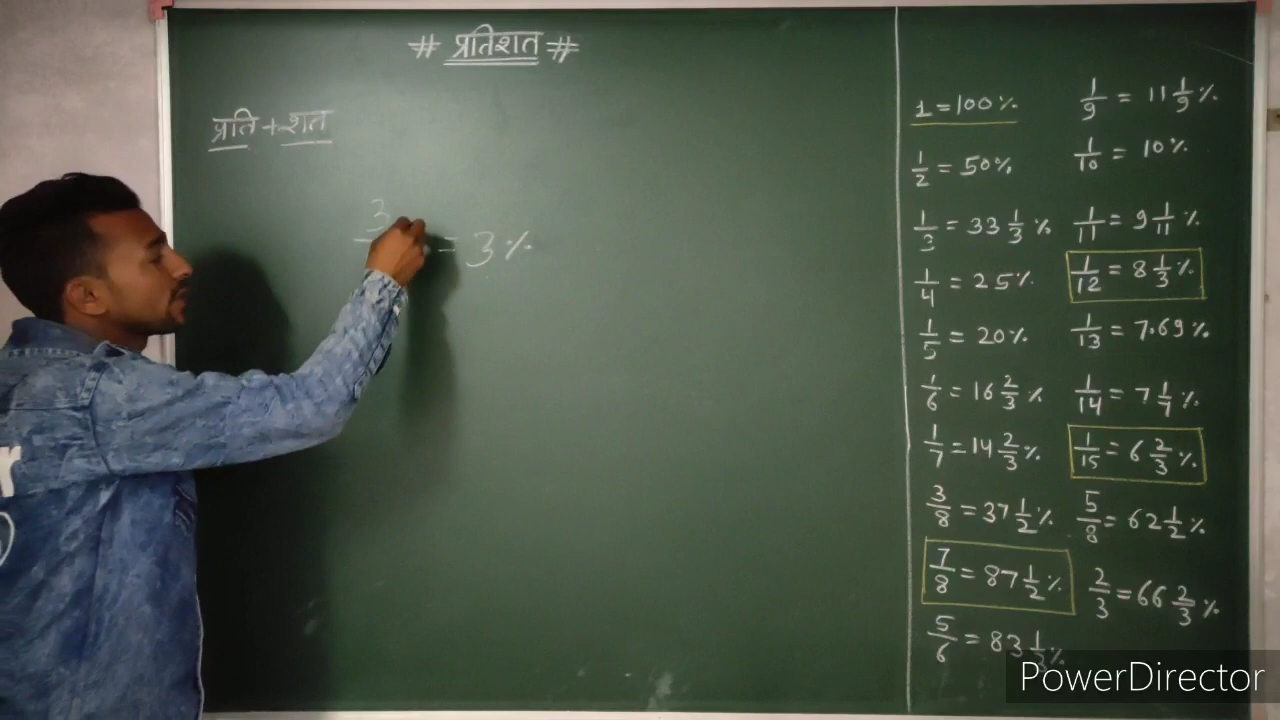 # प्रतिशत #
प्रति + शत
3
= 3 %
1 = 100%
1/2 = 50%
1/3 = 33 1/3 %
1/4 = 25%
1/5 = 20%
1/6 = 16 2/3 %
1/7 = 14 2/3 %
3/8 = 37 1/2 %
7/8 = 87 1/2 %
5/6 = 83 1/3 %
1/9 = 11 1/9 %
1/10 = 10%
1/11 = 9 1/11 %
1/12 = 8 1/3 %
1/13 = 7.69%
1/14 = 7 1/7 %
1/15 = 6 2/3 %
5/8 = 62 1/2 %
2/3 = 66 2/3 %
PowerDirector